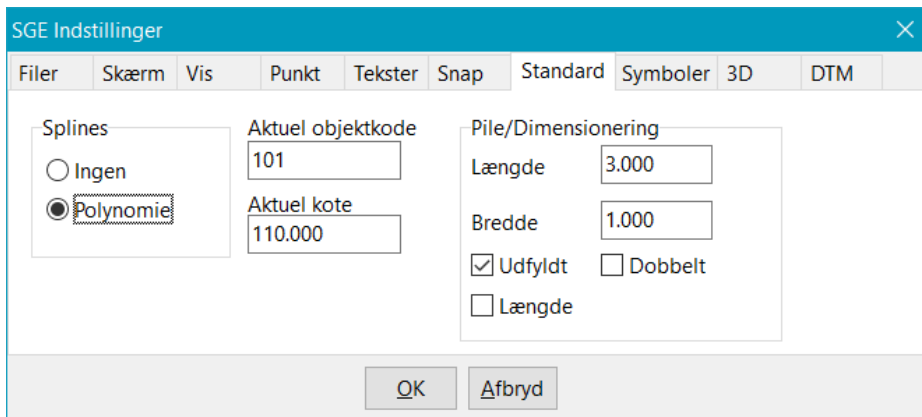 SGE Indstillinger
Filer Skærm Vis Punkt Tekster Snap Standard Symboler 3D DTM
Splines
Ingen
Polynomie
Aktuel objektkode
101
Aktuel kote
110.000
Pile/Dimensionering
Længde 3.000
Bredde 1.000
Udfyldt Dobbelt
Længde
OK Afbryd